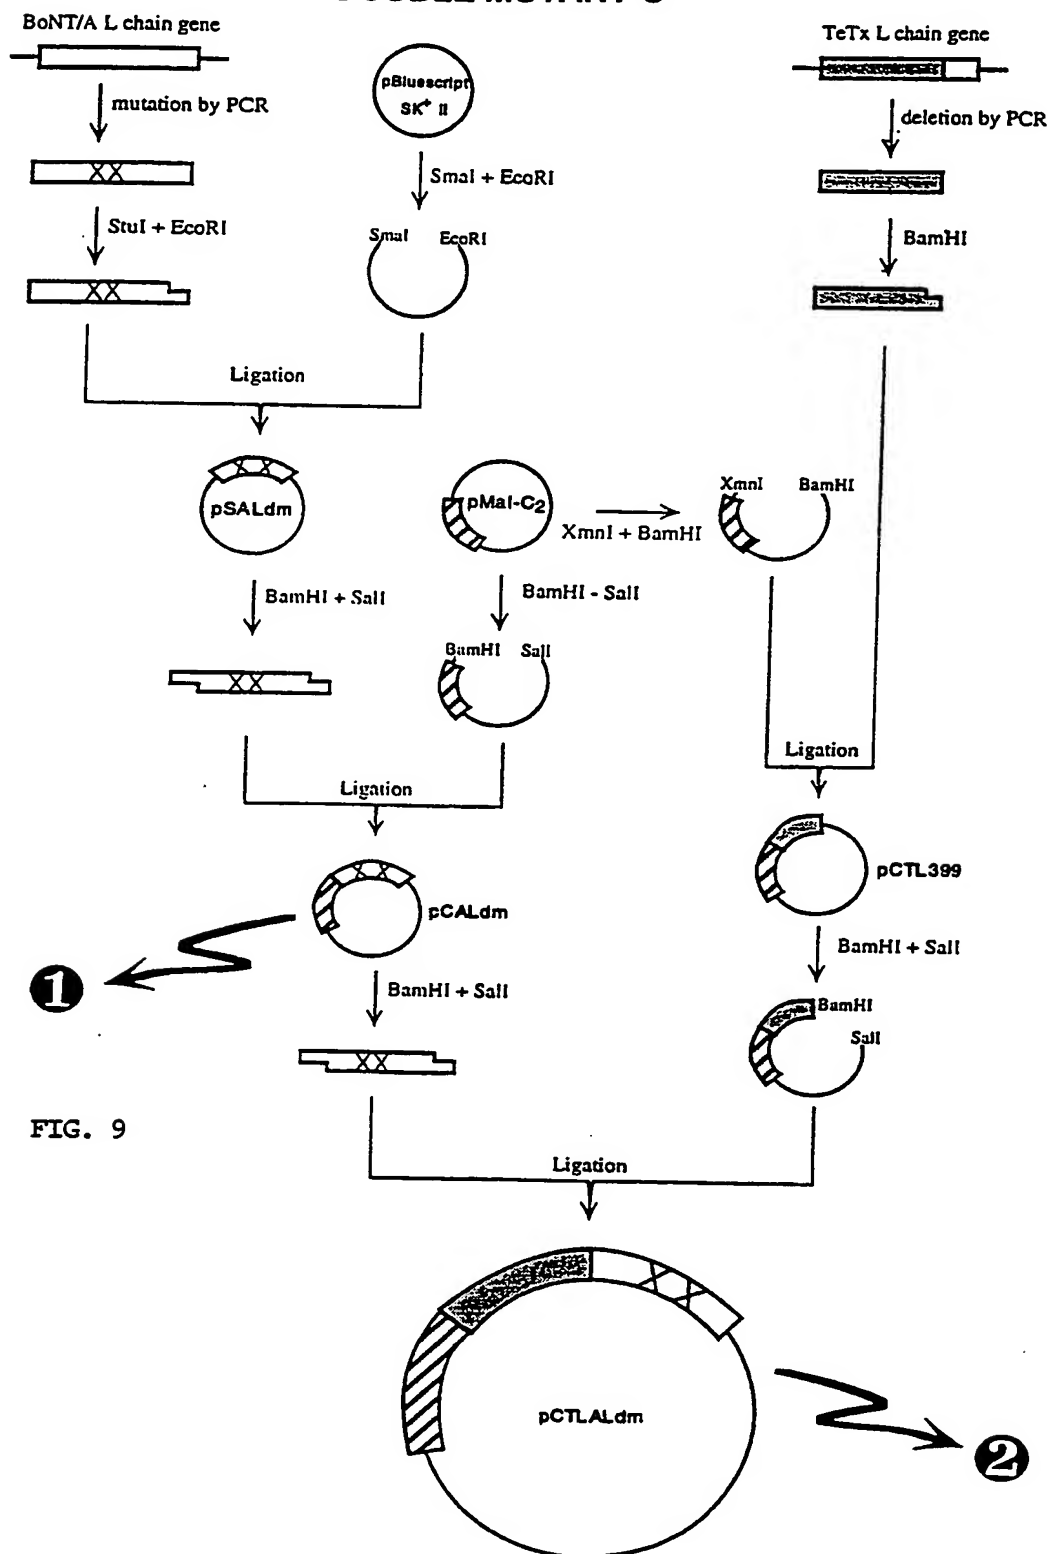 BoNT/A L chain gene
TeTx L chain gene
pBluescript
SK+ II
mutation by PCR
deletion by PCR
SmaI + EcoRI
StuI + EcoRI
SmaI EcoRI
BamHI
Ligation
pSALdm
pMal-C2
XmnI BamHI
XmnI + BamHI
BamHI + SalI
BamHI - SalI
BamHI SalI
Ligation
Ligation
pCALdm
pCTL399
1
BamHI + SalI
BamHI + SalI
BamHI
SalI
FIG. 9
Ligation
pCTLALdm
2